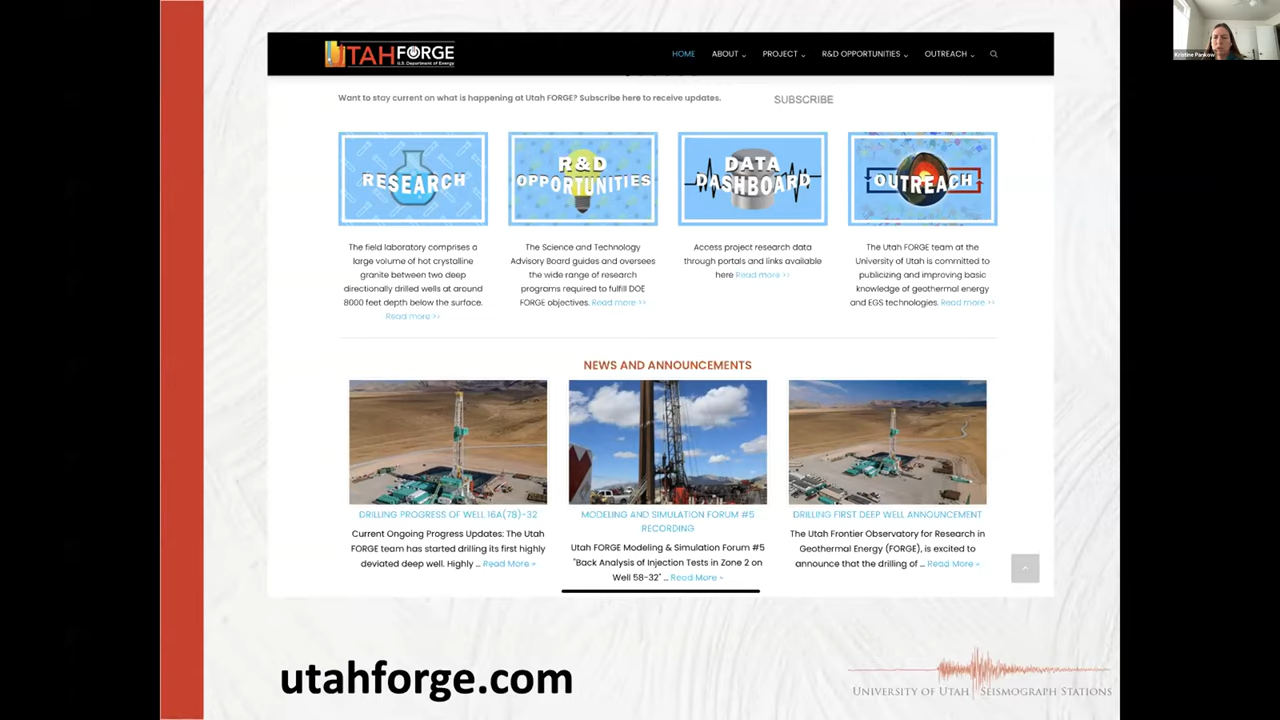 UTAH FORGE
U.S. Department of Energy
HOME ABOUT PROJECT R&D OPPORTUNITIES OUTREACH
Kristine Pankow
Want to stay current on what is happening at Utah FORGE? Subscribe here to receive updates. SUBSCRIBE
RESEARCH
The field laboratory comprises a
large volume of hot crystalline
granite between two deep
directionally drilled wells at around
8000 feet depth below the surface.
Read more >>
R&D
OPPORTUNITIES
The Science and Technology
Advisory Board guides and oversees
the wide range of research
programs required to fulfill DOE
FORGE objectives. Read more >>
DATA
DASHBOARD
Access project research data
through portals and links available
here Read more >>
OUTREACH
The Utah FORGE team at the
University of Utah is committed to
publicizing and improving basic
knowledge of geothermal energy
and EGS technologies. Read more >>
NEWS AND ANNOUNCEMENTS
DRILLING PROGRESS OF WELL 16A(78)-32
Current Ongoing Progress Updates: The Utah
FORGE team has started drilling its first highly
deviated deep well. Highly ... Read More »
MODELING AND SIMULATION FORUM #5
RECORDING
Utah FORGE Modeling & Simulation Forum #5
"Back Analysis of Injection Tests in Zone 2 on
Well 58-32" ... Read More »
DRILLING FIRST DEEP WELL ANNOUNCEMENT
The Utah Frontier Observatory for Research in
Geothermal Energy (FORGE), is excited to
announce that the drilling of ... Read More »
utahforge.com
UNIVERSITY OF UTAH SEISMOGRAPH STATIONS